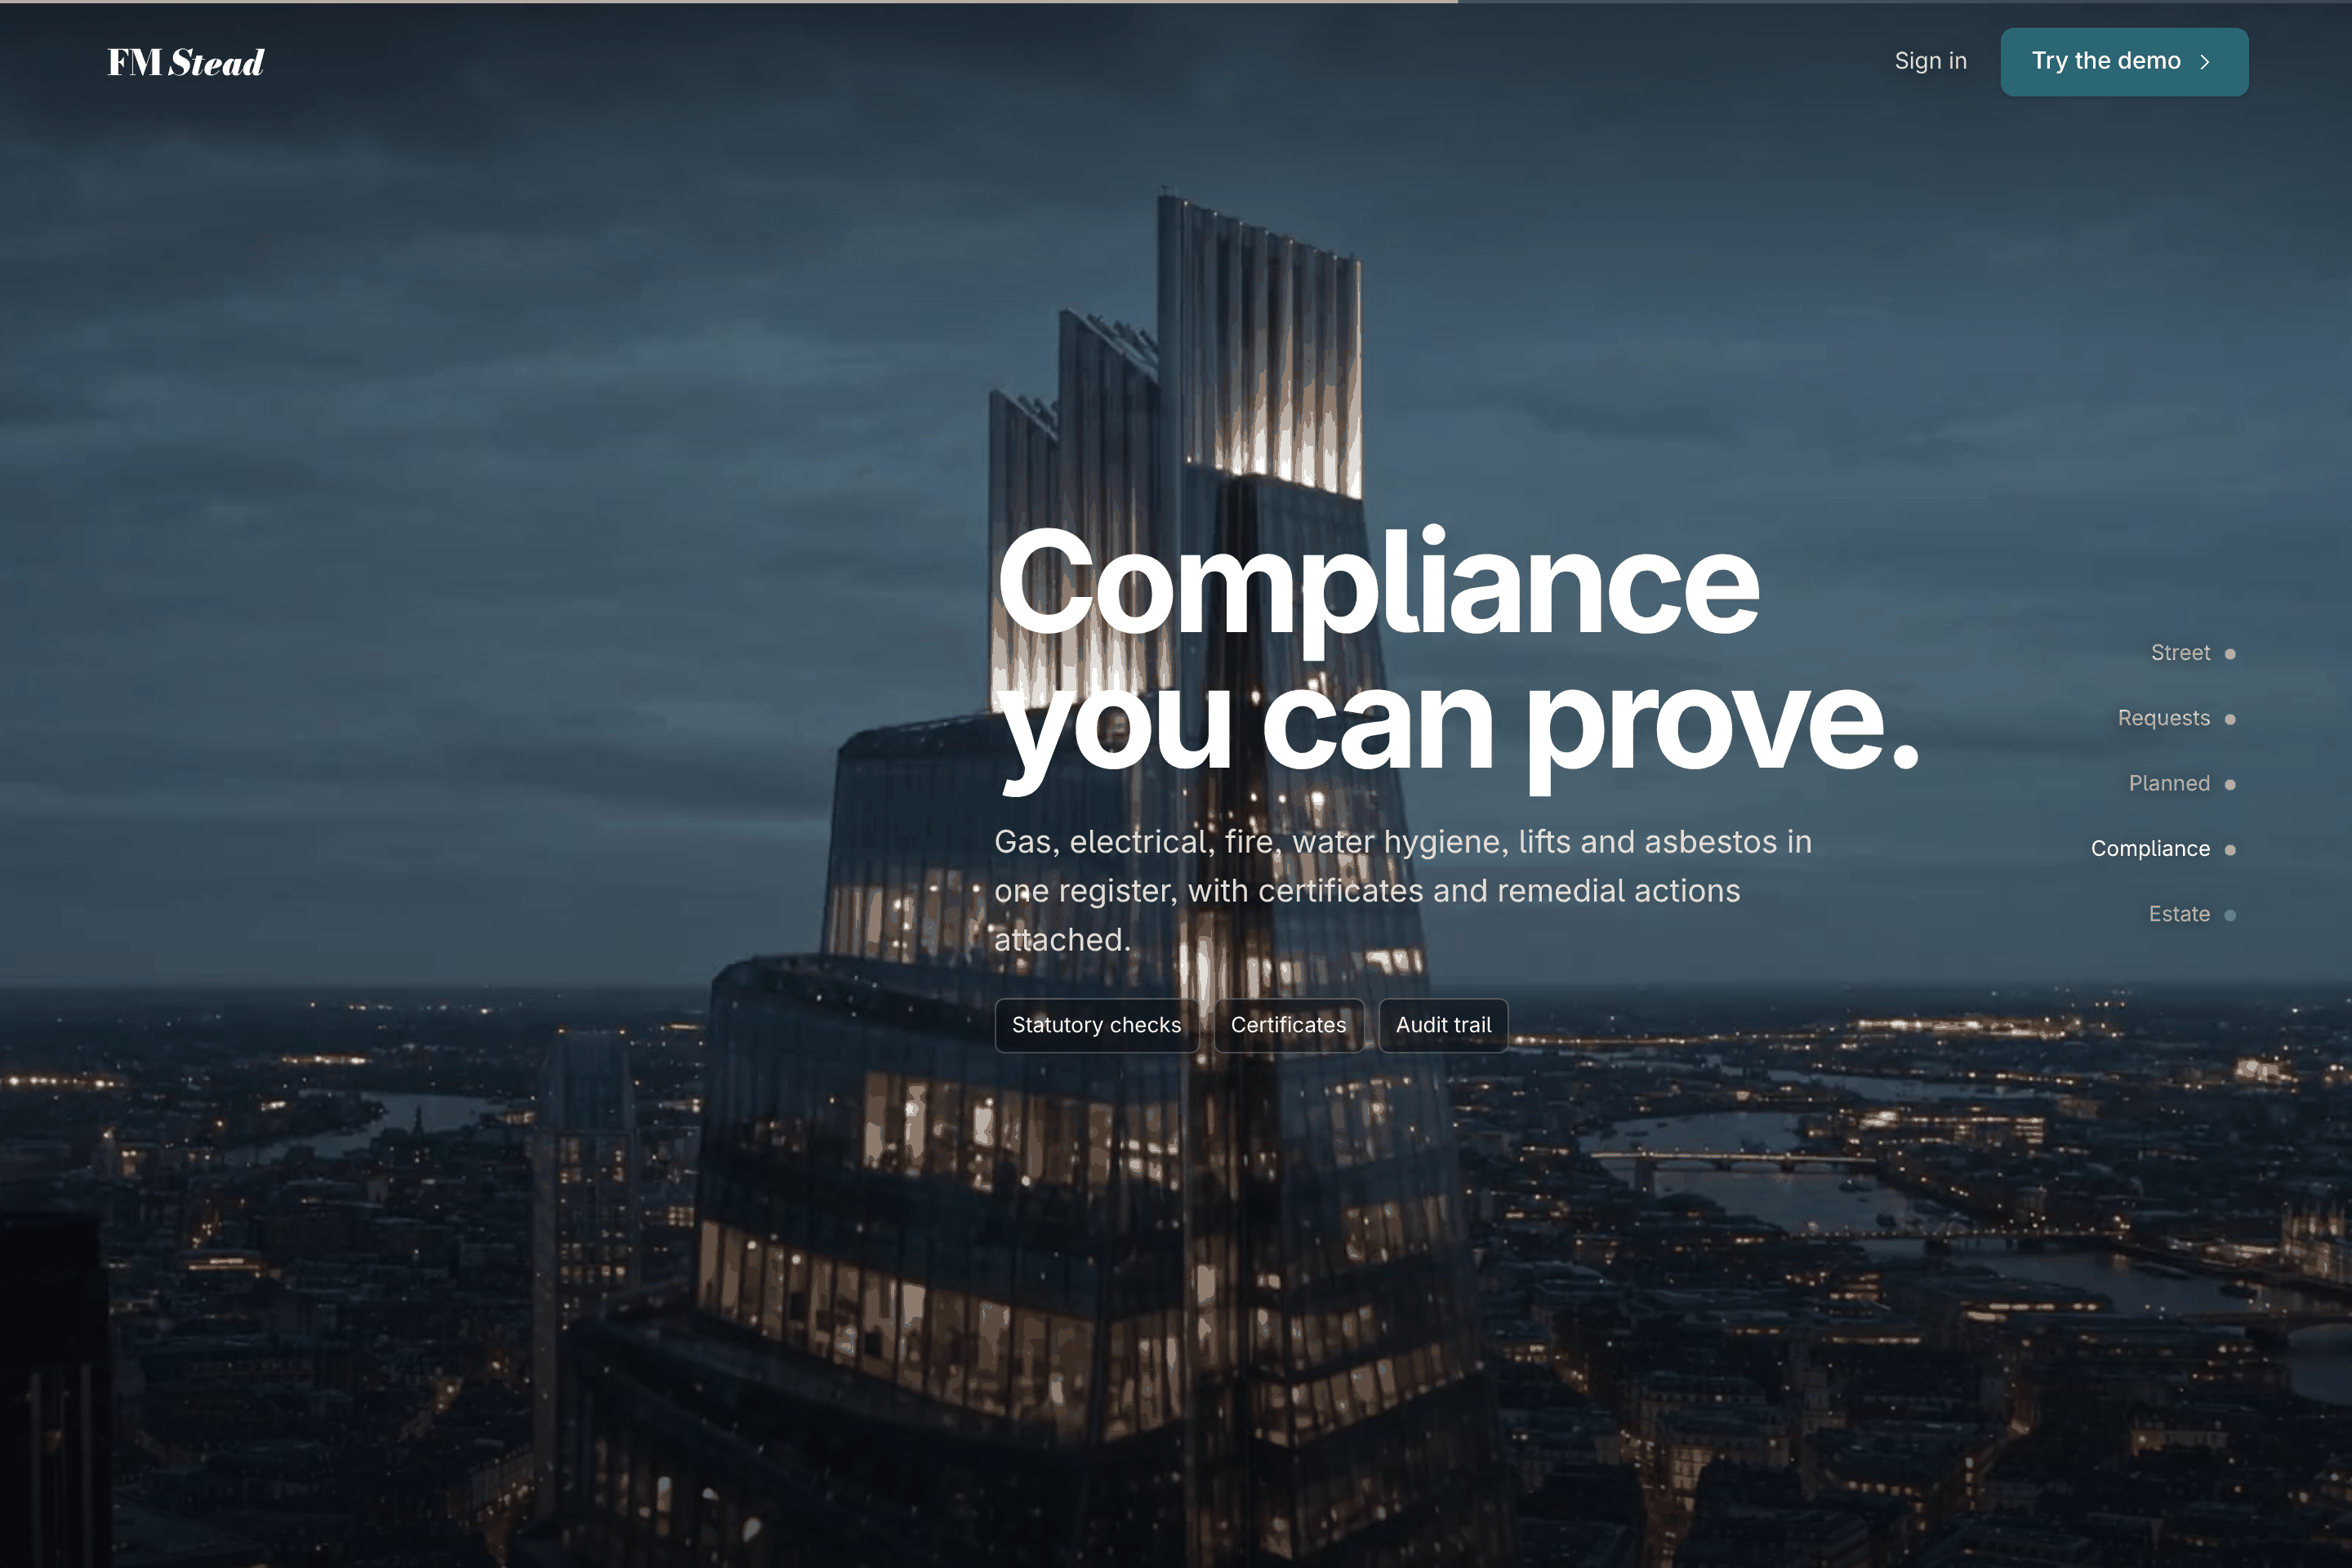 FM Stead
Sign in
Try the demo
Compliance
you can prove.
Gas, electrical, fire, water hygiene, lifts and asbestos in
one register, with certificates and remedial actions
attached.
Statutory checks
Certificates
Audit trail
Street
Requests
Planned
Compliance
Estate